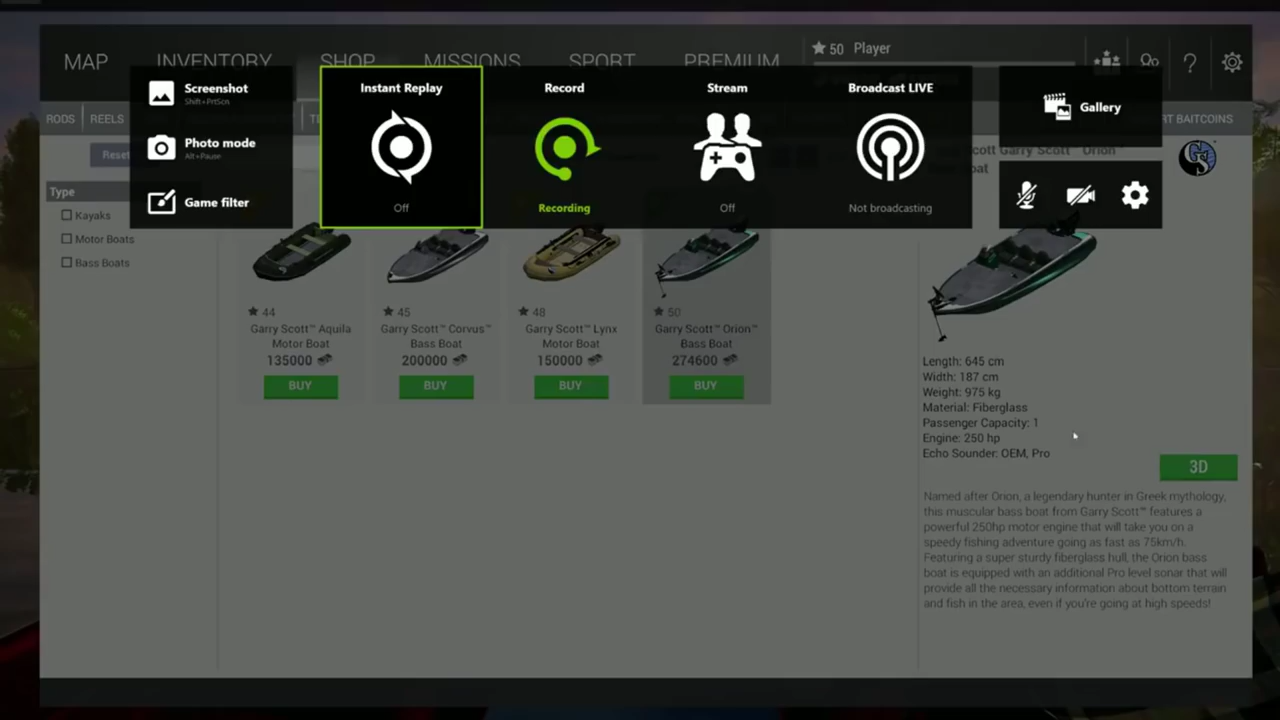 MAP INVENTORY SHOP MISSIONS SPORT PREMIUM
50 Player
Screenshot
Shift+PrtScn
Photo mode
Alt+Pause
Game filter
Instant Replay
Off
Record
Recording
Stream
Off
Broadcast LIVE
Not broadcasting
Gallery
RODS REELS
BAITCOINS
Reset
Type
Kayaks
Motor Boats
Bass Boats
44
Garry Scott™ Aquila
Motor Boat
135000
BUY
45
Garry Scott™ Corvus™
Bass Boat
200000
BUY
48
Garry Scott™ Lynx
Motor Boat
150000
BUY
50
Garry Scott™ Orion™
Bass Boat
274600
BUY
Garry Scott™ Orion™
Boat
Length: 645 cm
Width: 187 cm
Weight: 975 kg
Material: Fiberglass
Passenger Capacity: 1
Engine: 250 hp
Echo Sounder: OEM, Pro
3D
Named after Orion, a legendary hunter in Greek mythology,
this muscular bass boat from Garry Scott™ features a
powerful 250hp motor engine that will take you on a
speedy fishing adventure going as fast as 75km/h.
Featuring a super sturdy fiberglass hull, the Orion bass
boat is equipped with an additional Pro level sonar that will
provide all the necessary information about bottom terrain
and fish in the area, even if you're going at high speeds!